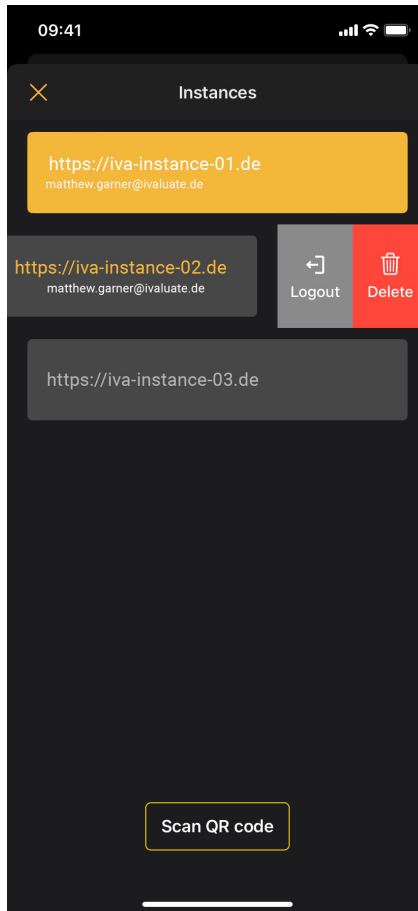 09:41
Instances
https://iva-instance-01.de
matthew.garner@ivaluate.de
https://iva-instance-02.de
matthew.garner@ivaluate.de
Logout
Delete
https://iva-instance-03.de
Scan QR code